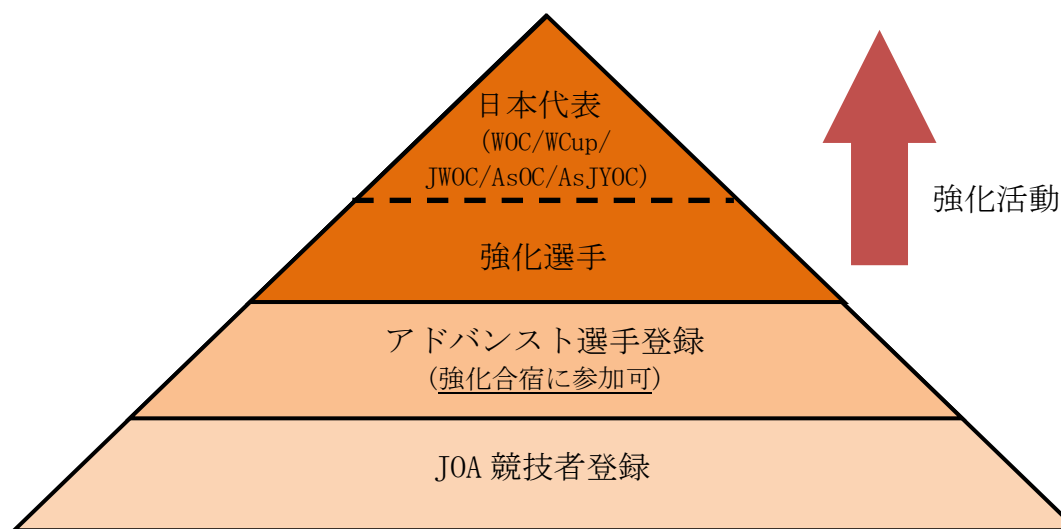 日本代表
(WOC/WCup/
JWOC/AsOC/AsJYOC)
強化活動
強化選手
アドバンスト選手登録
(強化合宿に参加可)
JOA 競技者登録